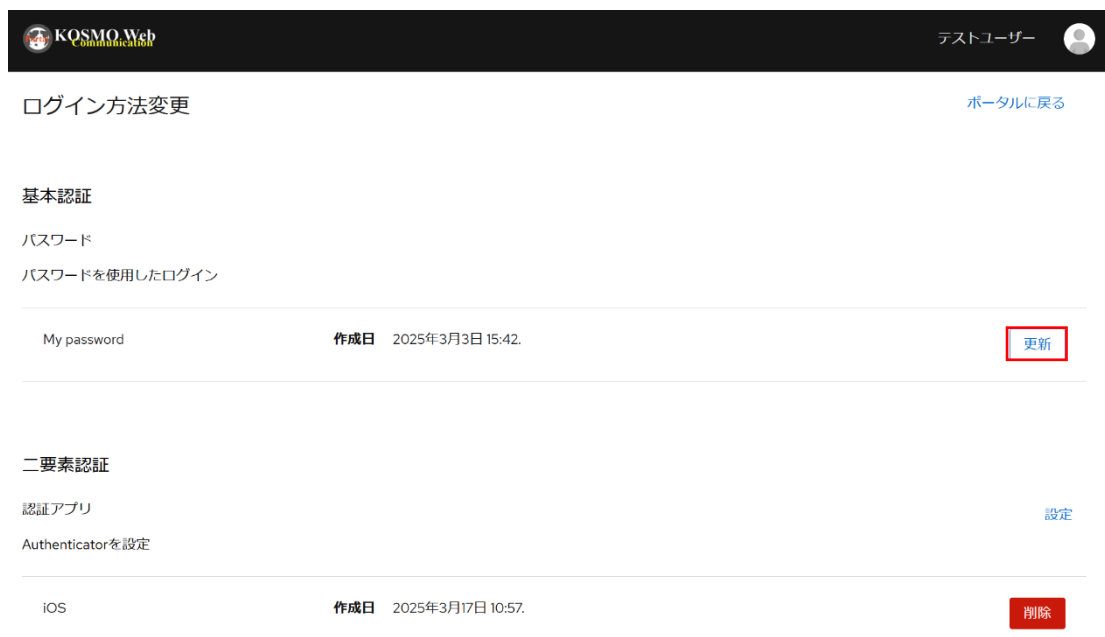 Portal KOSMO Web
Communication
テストユーザー
ログイン方法変更
ポータルに戻る
基本認証
パスワード
パスワードを使用したログイン
My password 作成日 2025年3月3日 15:42. 更新
二要素認証
認証アプリ 設定
Authenticatorを設定
iOS 作成日 2025年3月17日 10:57. 削除